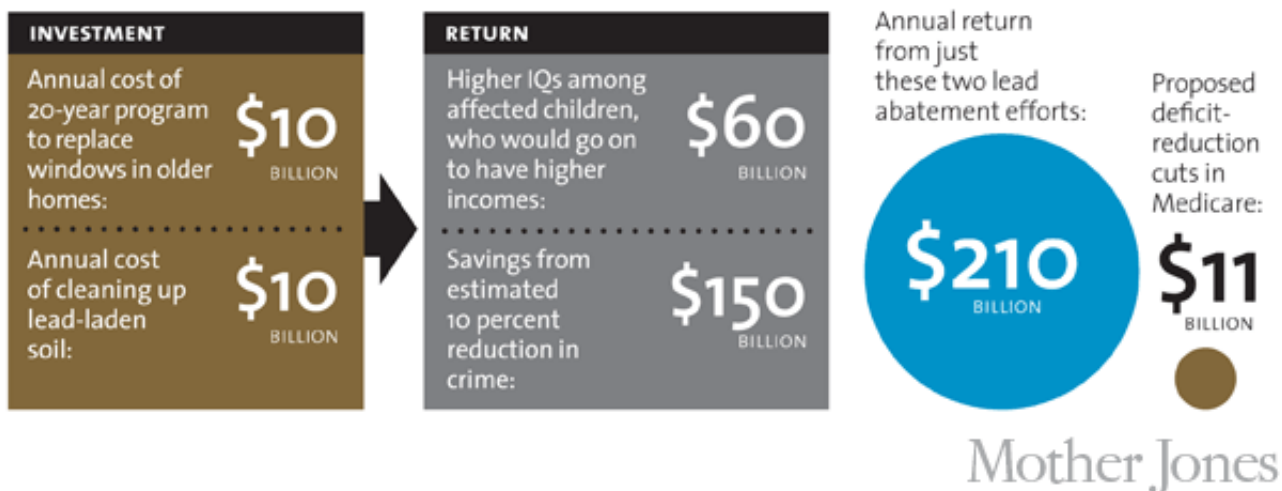 INVESTMENT
Annual cost of
20-year program
to replace
windows in older
homes:
$10
BILLION
Annual cost
of cleaning up
lead-laden
soil:
$10
BILLION
RETURN
Higher IQs among
affected children,
who would go on
to have higher
incomes:
$60
BILLION
Savings from
estimated
10 percent
reduction in
crime:
$150
BILLION
Annual return
from just
these two lead
abatement efforts:
$210
BILLION
Proposed
deficit-
reduction
cuts in
Medicare:
$11
BILLION
Mother Jones